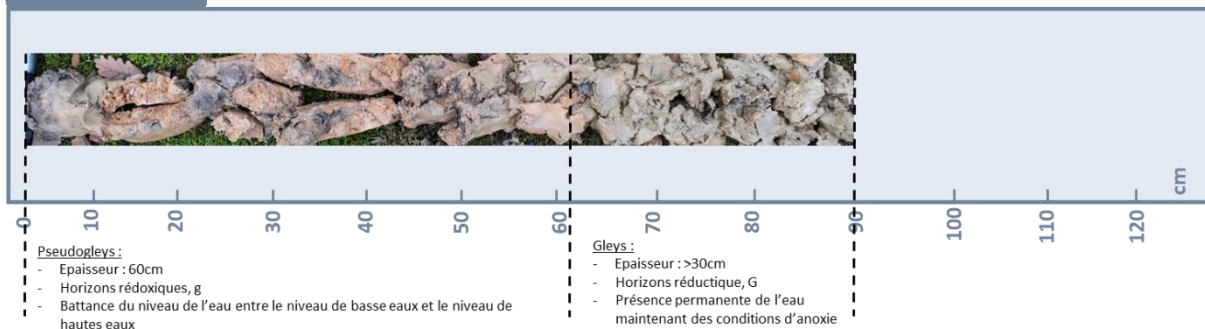 cm
0
10
20
30
40
50
60
70
80
90
100
110
120
Pseudogleys :
- Epaisseur : 60cm
- Horizons rédoxiques, g
- Battance du niveau de l'eau entre le niveau de basse eaux et le niveau de
hautes eaux
Gleys :
- Epaisseur : >30cm
- Horizons réductique, G
- Présence permanente de l'eau
maintenant des conditions d'anoxie